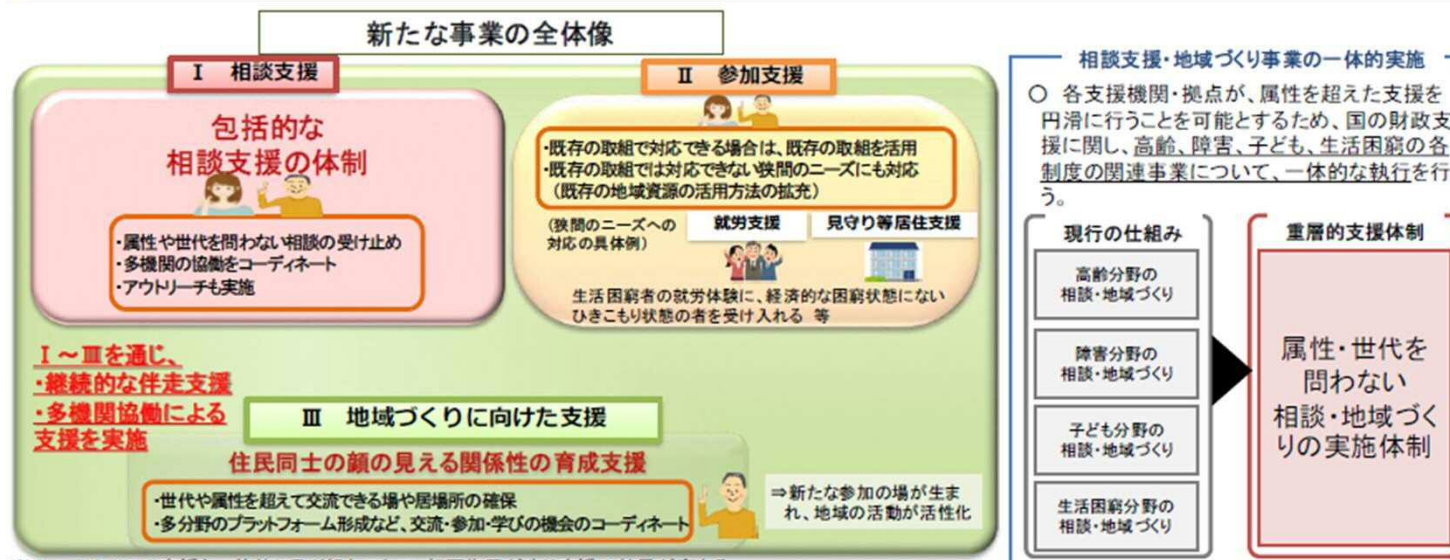 新たな事業の全体像
Ⅰ 相談支援
包括的な
相談支援の体制
・属性や世代を問わない相談の受け止め
・多機関の協働をコーディネート
・アウトリーチも実施
Ⅱ 参加支援
・既存の取組で対応できる場合は、既存の取組を活用
・既存の取組では対応できない狭間のニーズにも対応
（既存の地域資源の活用方法の拡充）
(狭間のニーズへの
対応の具体例)
就労支援
見守り等居住支援
生活困窮者の就労体験に、経済的な困窮状態にない
ひきこもり状態の者を受け入れる 等
Ⅰ～Ⅲを通じ、
・継続的な伴走支援
・多機関協働による
支援を実施
Ⅲ 地域づくりに向けた支援
住民同士の顔の見える関係性の育成支援
・世代や属性を超えて交流できる場や居場所の確保
・多分野のプラットフォーム形成など、交流・参加・学びの機会のコーディネート
⇒新たな参加の場が生ま
れ、地域の活動が活性化
相談支援・地域づくり事業の一体的実施
○ 各支援機関・拠点が、属性を超えた支援を
円滑に行うことを可能とするため、国の財政支
援に関し、高齢、障害、子ども、生活困窮の各
制度の関連事業について、一体的な執行を行
う。
現行の仕組み
高齢分野の
相談・地域づくり
障害分野の
相談・地域づくり
子ども分野の
相談・地域づくり
生活困窮分野の
相談・地域づくり
重層的支援体制
属性・世代を
問わない
相談・地域づく
りの実施体制